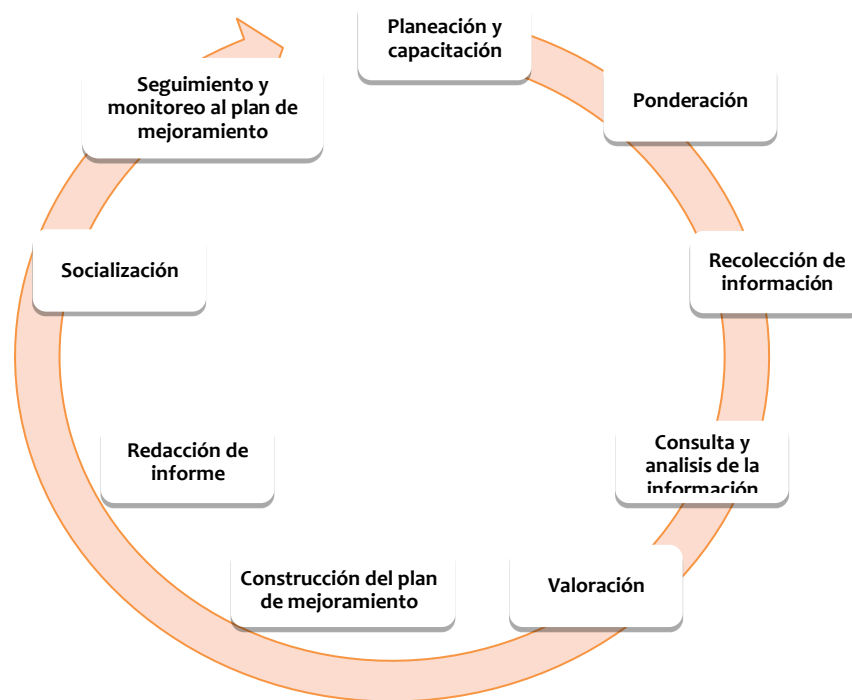 Planeación y
capacitación
Ponderación
Recolección de
información
Consulta y
analisis de la
información
Valoración
Construcción del plan
de mejoramiento
Redacción de
informe
Socialización
Seguimiento y
monitoreo al plan de
mejoramiento